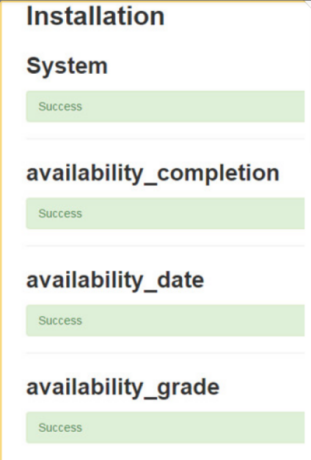 Installation
System
Success
availability_completion
Success
availability_date
Success
availability_grade
Success